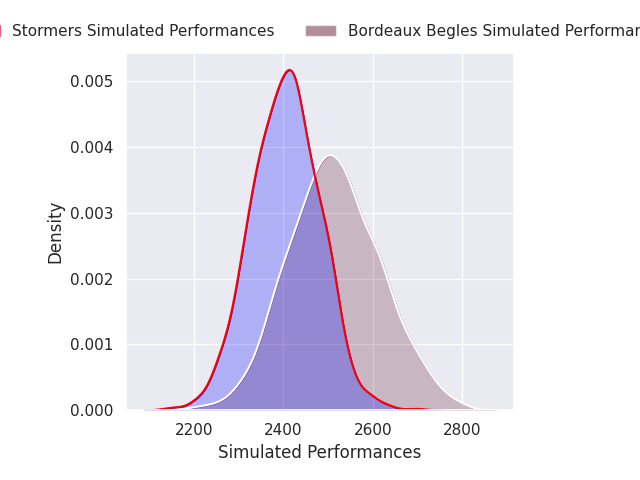 Stormers Simulated Performances
Bordeaux Begles Simulated
0.005
0.004
0.003
0.002
0.001
0.000
Density
2200 2400 2600 2800
Simulated Performances